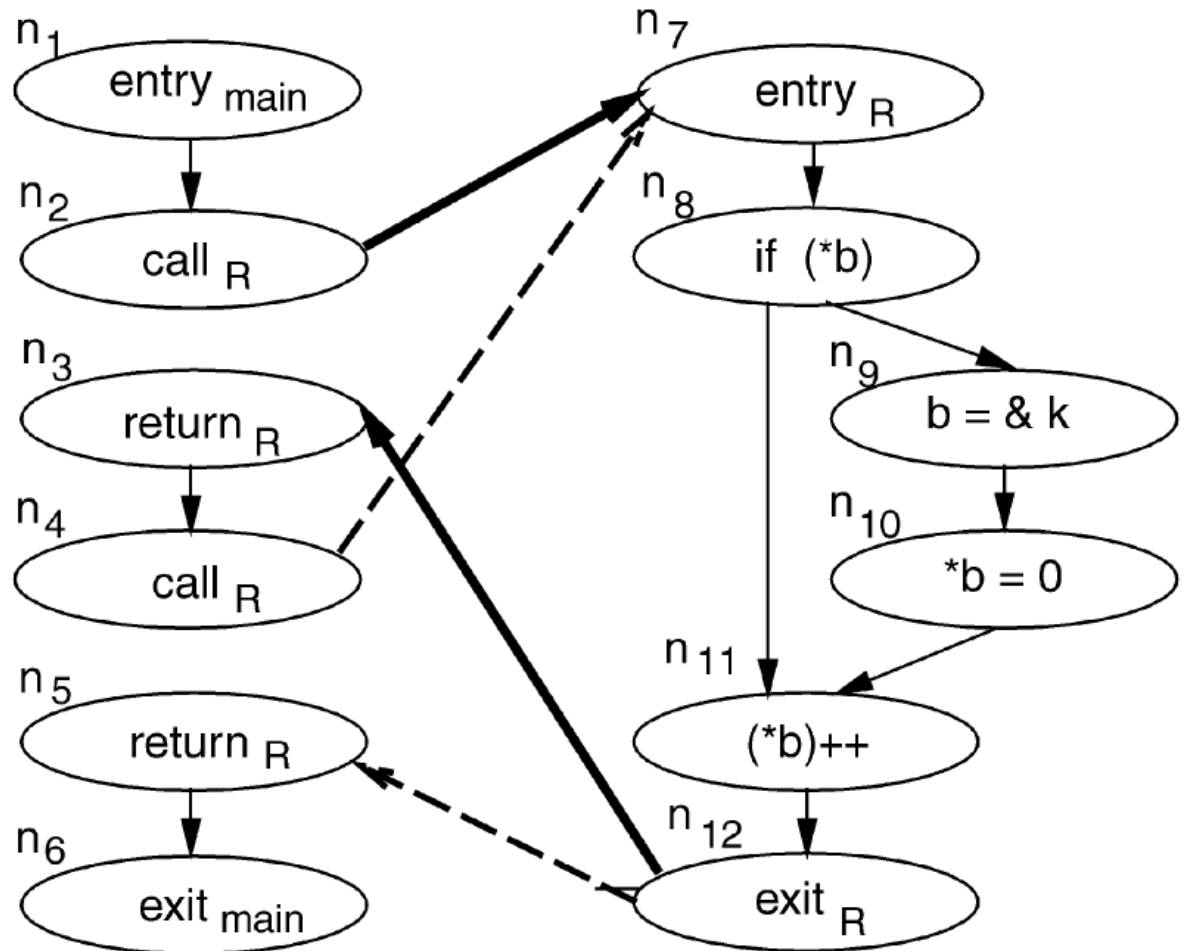 n1
entry main
n2
call R
n3
return R
n4
call R
n5
return R
n6
exit main
n7
entry R
n8
if (*b)
n9
b = & k
n10
*b = 0
n11
(*b)++
n12
exit R